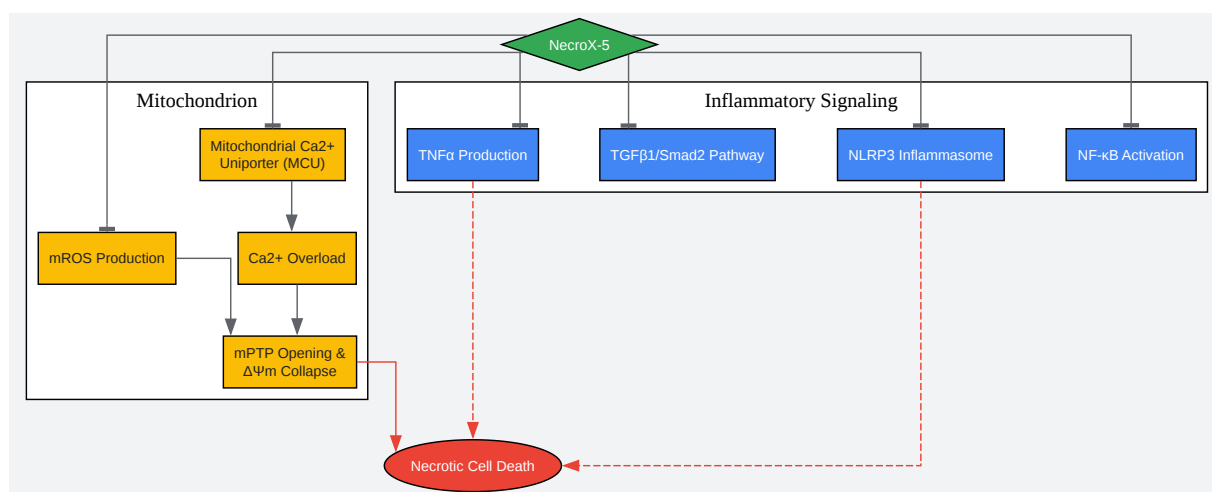 NecroX-5
Mitochondrion
Inflammatory Signaling
Mitochondrial Ca2+
Uniporter (MCU)
TNFα Production
TGFβ1/Smad2 Pathway
NLRP3 Inflammasome
NF-κB Activation
mROS Production
Ca2+ Overload
mPTP Opening &
ΔΨm Collapse
Necrotic Cell Death